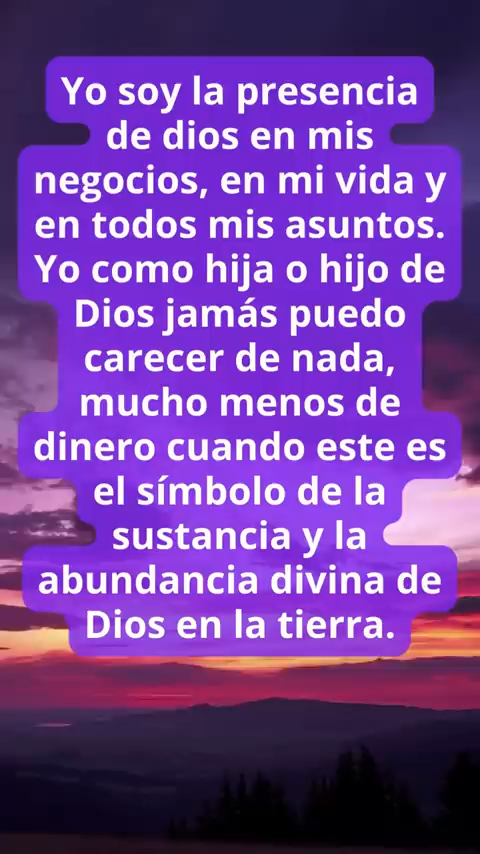 Yo soy la presencia
de dios en mis
negocios, en mi vida y
en todos mis asuntos.
Yo como hija o hijo de
Dios jamás puedo
carecer de nada,
mucho menos de
dinero cuando este es
el símbolo de la
sustancia y la
abundancia divina de
Dios en la tierra.